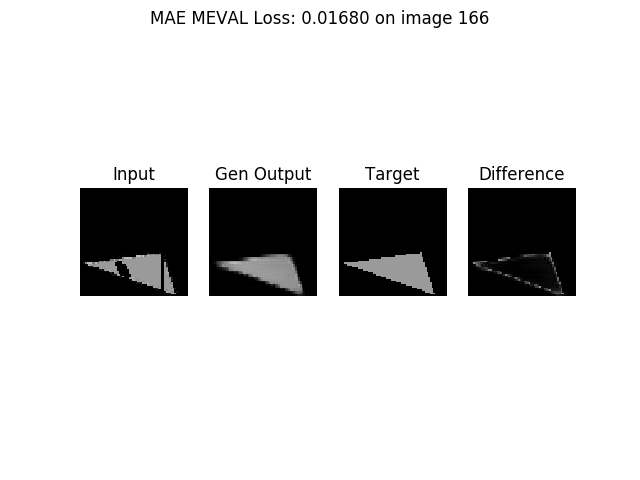 MAE MEVAL Loss: 0.01680 on image 166
Input
Gen Output
Target
Difference